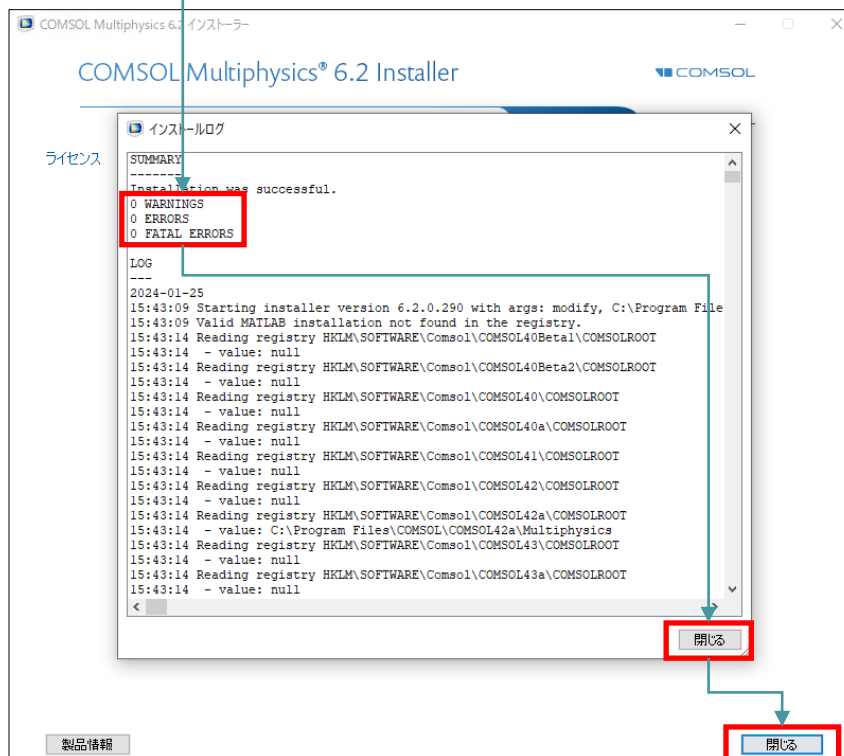 COMSOL Multiphysics 6.2 インストーラー
COMSOL Multiphysics® 6.2 Installer
COMSOL
インストールログ
ライセンス
SUMMARY
-------
Installation was successful.
0 WARNINGS
0 ERRORS
0 FATAL ERRORS
LOG
---
2024-01-25
15:43:09 Starting installer version 6.2.0.290 with args: modify, C:\Program File
15:43:09 Valid MATLAB installation not found in the registry.
15:43:14 Reading registry HKLM\SOFTWARE\Comsol\COMSOL40Beta1\COMSOLROOT
15:43:14  - value: null
15:43:14 Reading registry HKLM\SOFTWARE\Comsol\COMSOL40Beta2\COMSOLROOT
15:43:14  - value: null
15:43:14 Reading registry HKLM\SOFTWARE\Comsol\COMSOL40\COMSOLROOT
15:43:14  - value: null
15:43:14 Reading registry HKLM\SOFTWARE\Comsol\COMSOL40a\COMSOLROOT
15:43:14  - value: null
15:43:14 Reading registry HKLM\SOFTWARE\Comsol\COMSOL41\COMSOLROOT
15:43:14  - value: null
15:43:14 Reading registry HKLM\SOFTWARE\Comsol\COMSOL42\COMSOLROOT
15:43:14  - value: null
15:43:14 Reading registry HKLM\SOFTWARE\Comsol\COMSOL42a\COMSOLROOT
15:43:14  - value: C:\Program Files\COMSOL\COMSOL42a\Multiphysics
15:43:14 Reading registry HKLM\SOFTWARE\Comsol\COMSOL43\COMSOLROOT
15:43:14  - value: null
15:43:14 Reading registry HKLM\SOFTWARE\Comsol\COMSOL43a\COMSOLROOT
15:43:14  - value: null
閉じる
製品情報
閉じる